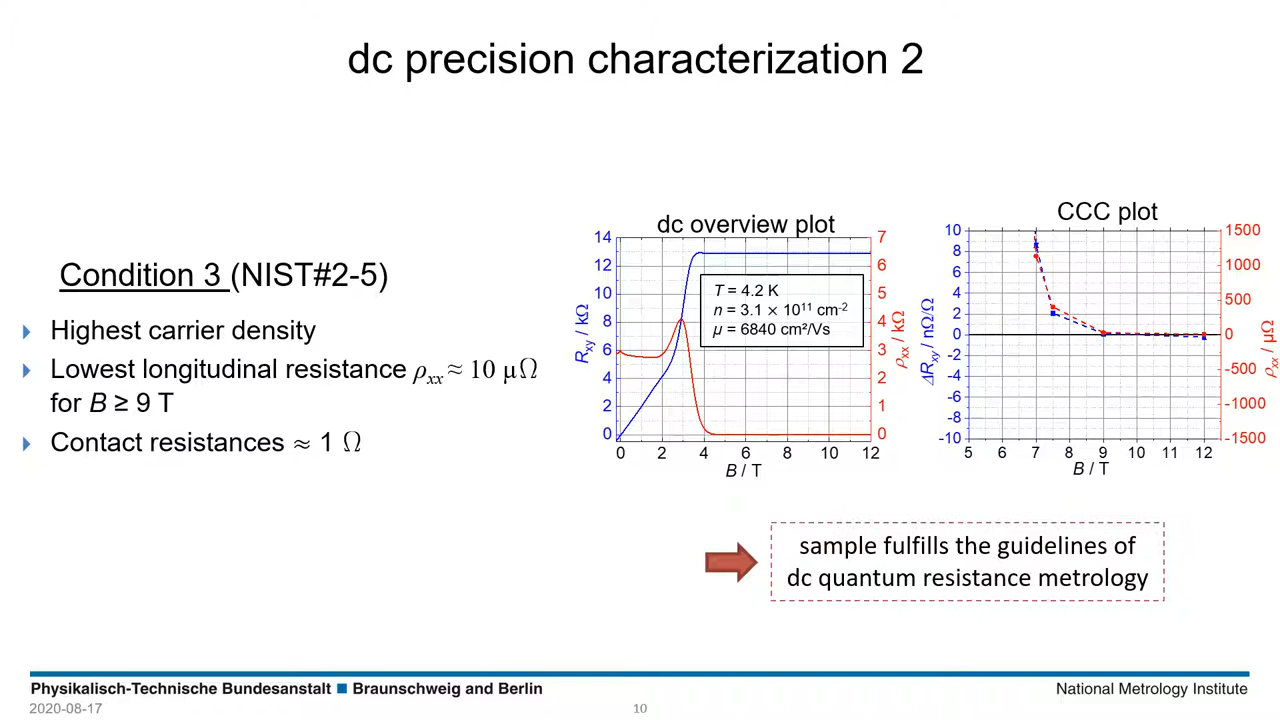 dc precision characterization 2
Condition 3 (NIST#2-5)
Highest carrier density
Lowest longitudinal resistance ρxx ≈ 10 μΩ
for B ≥ 9 T
Contact resistances ≈ 1 Ω
dc overview plot
14
12
10
8
6
4
2
0
Rxy / kΩ
7
6
5
4
3
2
1
0
ρxx / kΩ
T = 4.2 K
n = 3.1 × 10¹¹ cm⁻²
μ = 6840 cm²/Vs
0 2 4 6 8 10 12
B / T
CCC plot
10
8
6
4
2
0
-2
-4
-6
-8
-10
ΔRxy / nΩ/Ω
1500
1000
500
0
-500
-1000
-1500
ρxx / μΩ
5 6 7 8 9 10 11 12
B / T
sample fulfills the guidelines of
dc quantum resistance metrology
Physikalisch-Technische Bundesanstalt ■ Braunschweig and Berlin
National Metrology Institute
2020-08-17
10